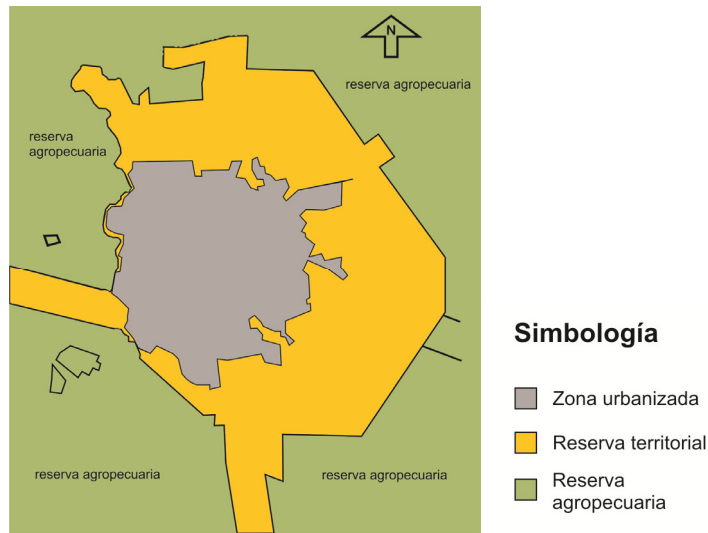 N
reserva agropecuaria
reserva
agropecuaria
reserva agropecuaria
reserva agropecuaria
Simbología
Zona urbanizada
Reserva territorial
Reserva
agropecuaria